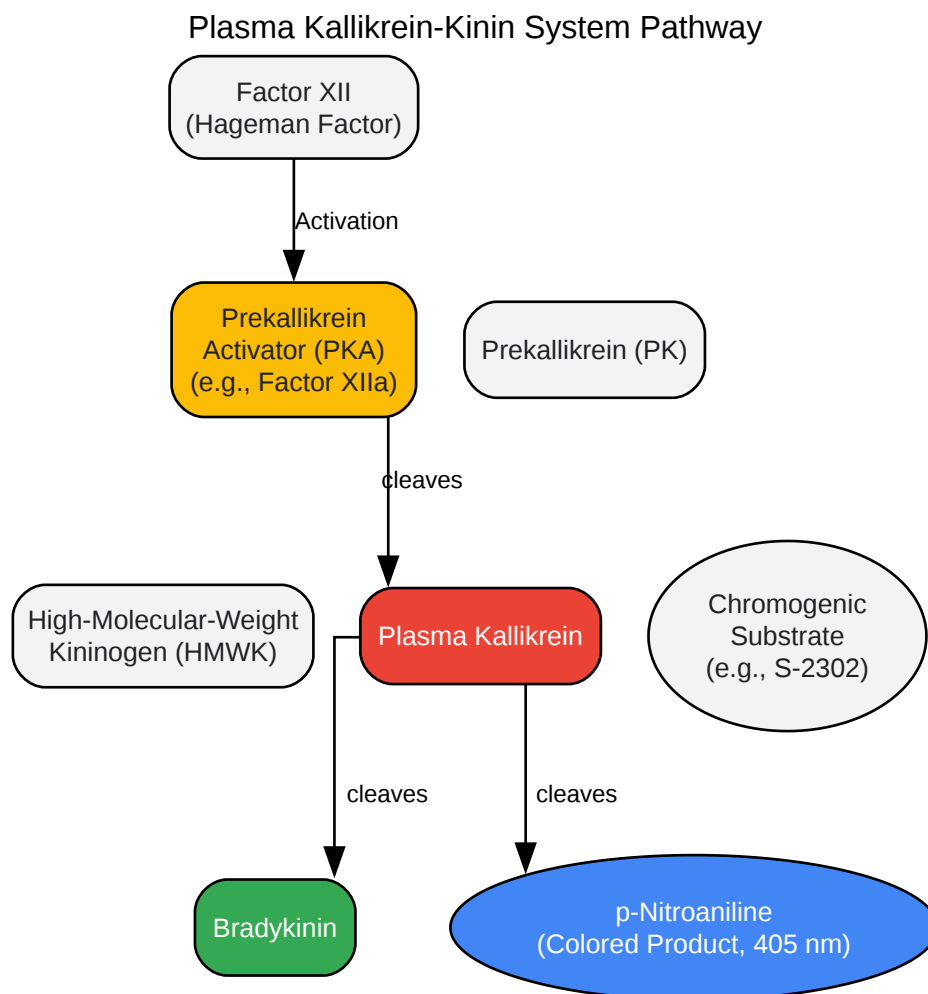 Plasma Kallikrein-Kinin System Pathway
Factor XII
(Hageman Factor)
Activation
Prekallikrein
Activator (PKA)
(e.g., Factor XIIa)
Prekallikrein (PK)
cleaves
High-Molecular-Weight
Kininogen (HMWK)
Plasma Kallikrein
Chromogenic
Substrate
(e.g., S-2302)
cleaves
cleaves
Bradykinin
p-Nitroaniline
(Colored Product, 405 nm)